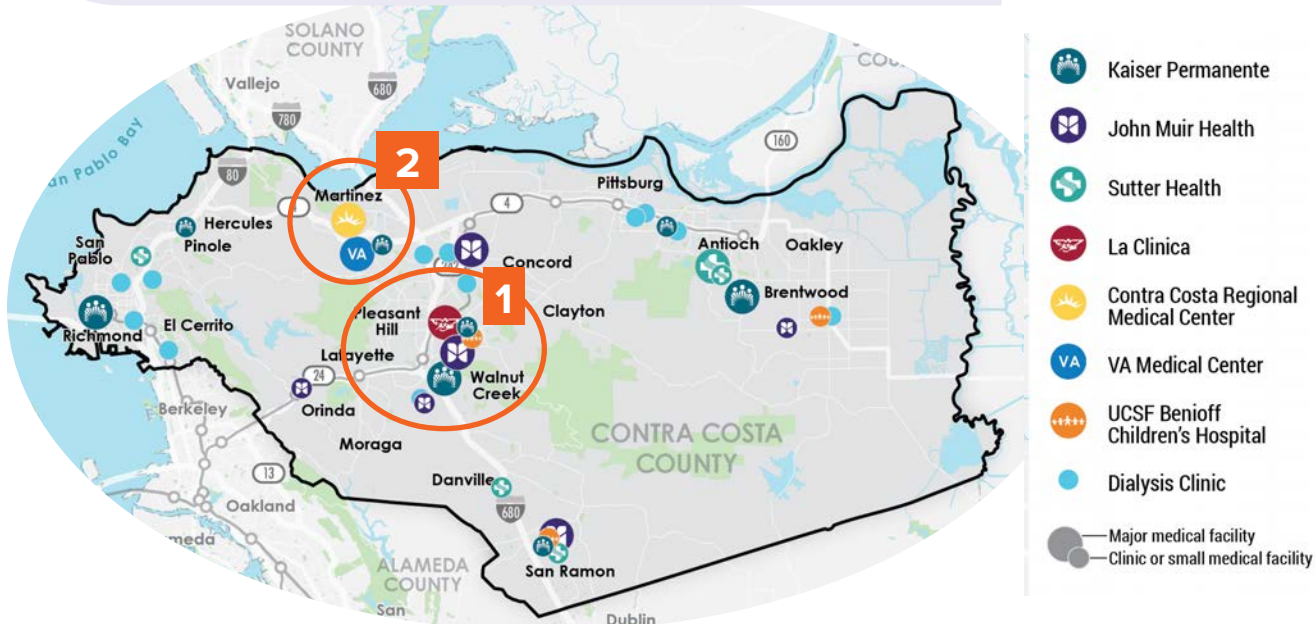 SOLANO
COUNTY
Vallejo
680
780
San Pablo Bay
80
160
2
Martinez
Pittsburg
4
4
Hercules
Pinole
San
Pablo
VA
Antioch
Oakley
Concord
1
Brentwood
Clayton
Pleasant
Hill
El Cerrito
Richmond
Lafayette
24
Walnut
Creek
Orinda
Berkeley
Moraga
CONTRA COSTA
COUNTY
13
Danville
680
Oakland
ALAMEDA
COUNTY
San Ramon
San
Dublin
Kaiser Permanente
John Muir Health
Sutter Health
La Clinica
Contra Costa Regional
Medical Center
VA
VA Medical Center
UCSF Benioff
Children's Hospital
Dialysis Clinic
Major medical facility
Clinic or small medical facility